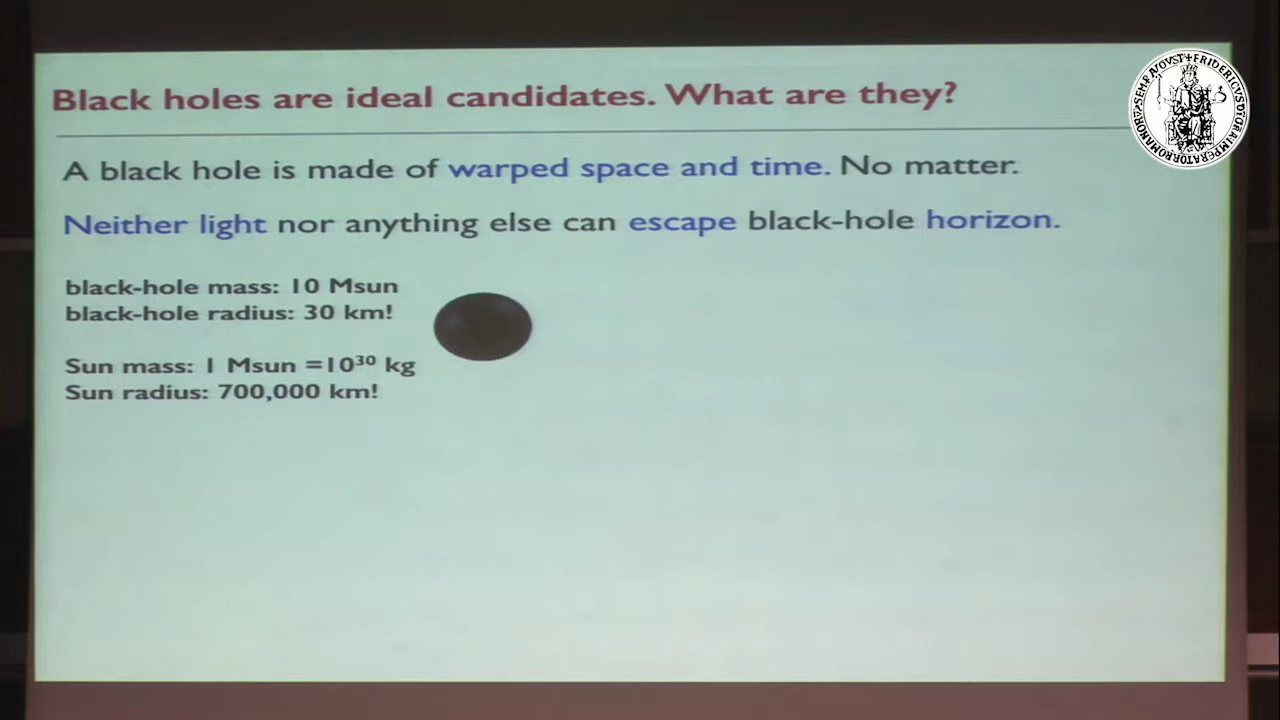 Black holes are ideal candidates. What are they?
A black hole is made of warped space and time. No matter.
Neither light nor anything else can escape black-hole horizon.
black-hole mass: 10 Msun
black-hole radius: 30 km!
Sun mass: 1 Msun =10³⁰ kg
Sun radius: 700,000 km!